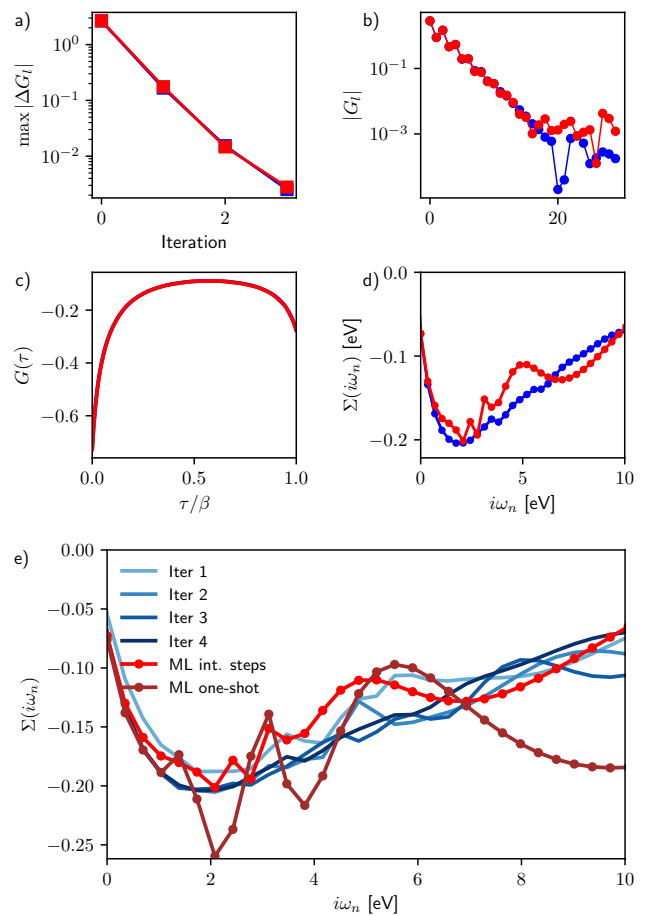 a)
max |ΔG_l|
10^0
10^−1
10^−2
0
2
Iteration
b)
|G_l|
10^−1
10^−3
0
20
c)
G(τ)
−0.2
−0.4
−0.6
0.0
1.0
τ/β
d)
Σ(iω_n) [eV]
0.0
−0.1
−0.2
0
5
10
iω_n [eV]
e)
Σ(iω_n)
0.00
−0.05
−0.10
−0.15
−0.20
−0.25
Iter 1
Iter 2
Iter 3
Iter 4
ML int. steps
ML one-shot
0
2
4
6
8
10
iω_n [eV]